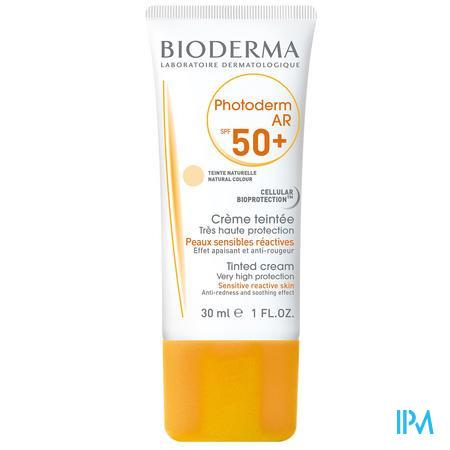 BIODERMA
LABORATOIRE DERMATOLOGIQUE
Photoderm
AR
SPF 50+
TEINTE NATURELLE
NATURAL COLOUR
CELLULAR
BIOPROTECTION™
Crème teintée
Très haute protection
Peaux sensibles réactives
Effet apaisant et anti-rougeur
Tinted cream
Very high protection
Sensitive reactive skin
Anti-redness and soothing effect
30 ml e 1 FL.OZ.
IPM